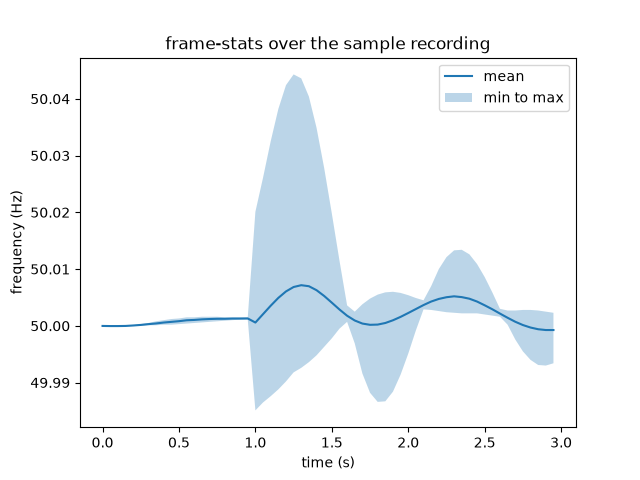 frame-stats over the sample recording
mean
min to max
50.04
50.03
50.02
50.01
50.00
49.99
frequency (Hz)
0.0 0.5 1.0 1.5 2.0 2.5 3.0
time (s)